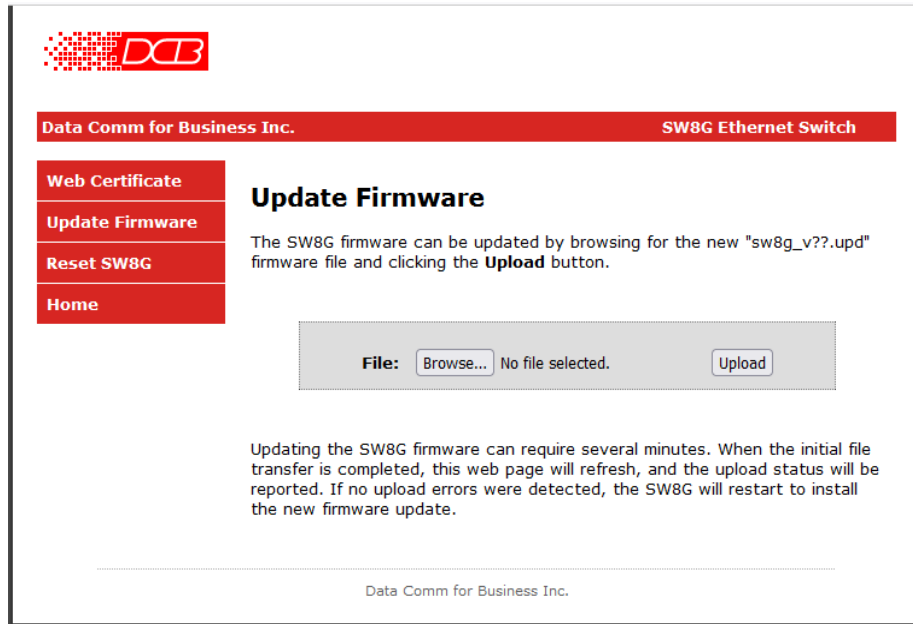 DCB
Data Comm for Business Inc. SW8G Ethernet Switch
Web Certificate
Update Firmware
Reset SW8G
Home
Update Firmware
The SW8G firmware can be updated by browsing for the new "sw8g_v??.upd"
firmware file and clicking the Upload button.
File: Browse... No file selected. Upload
Updating the SW8G firmware can require several minutes. When the initial file
transfer is completed, this web page will refresh, and the upload status will be
reported. If no upload errors were detected, the SW8G will restart to install
the new firmware update.
Data Comm for Business Inc.